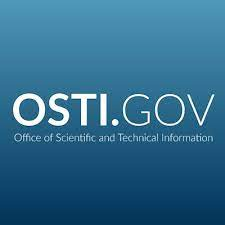 OSTI.GOV
Office of Scientific and Technical Information